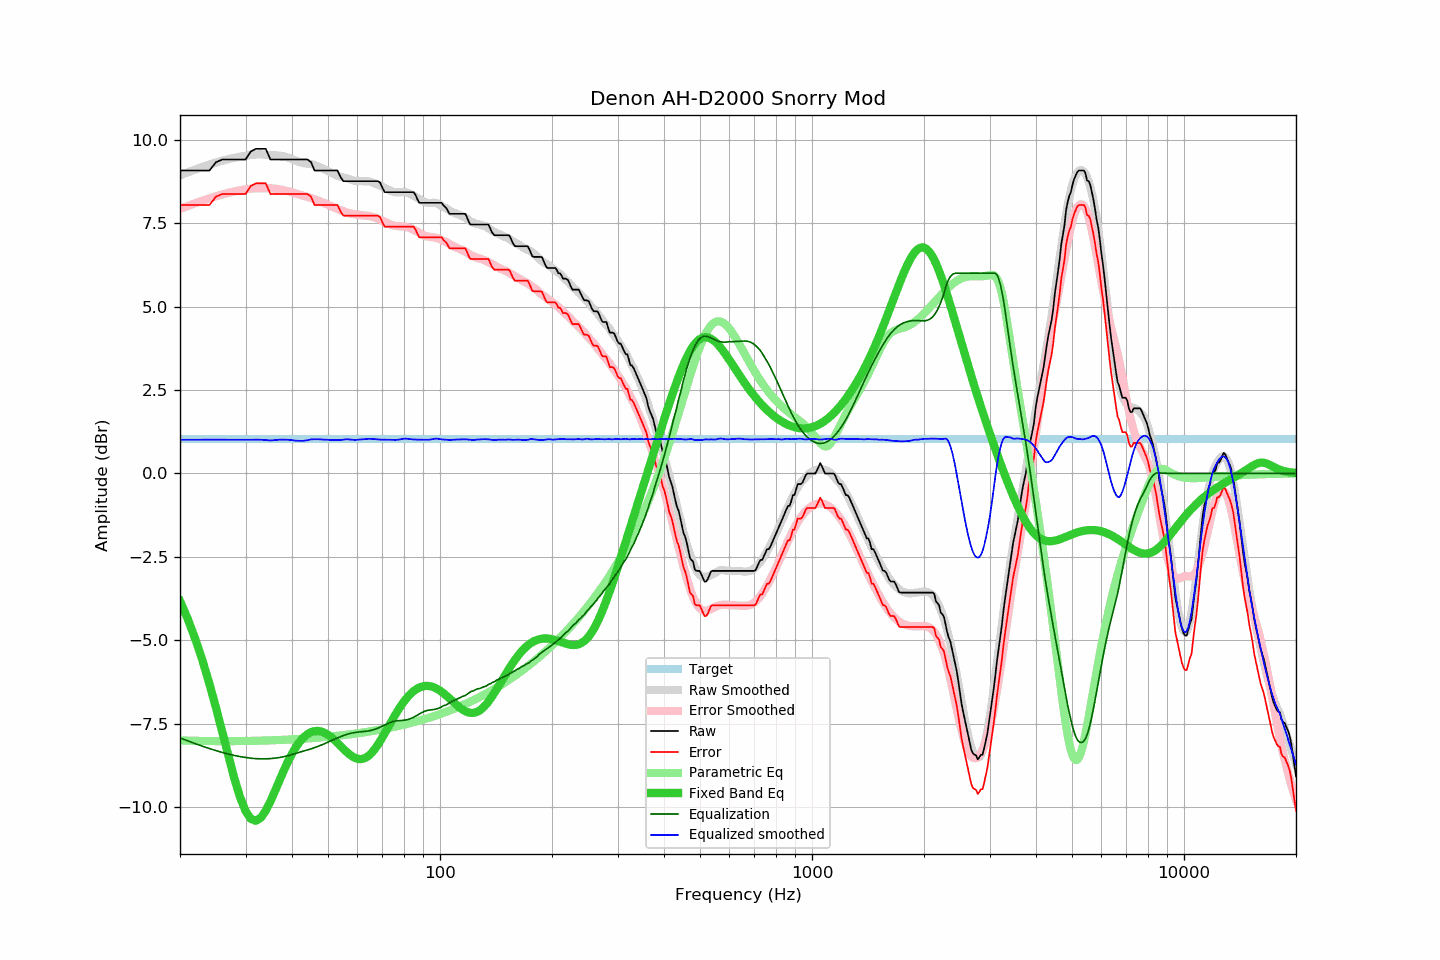 Denon AH-D2000 Snorry Mod
10.0
7.5
5.0
2.5
0.0
−2.5
−5.0
−7.5
−10.0
Amplitude (dBr)
Target
Raw Smoothed
Error Smoothed
Raw
Error
Parametric Eq
Fixed Band Eq
Equalization
Equalized smoothed
100
1000
10000
Frequency (Hz)